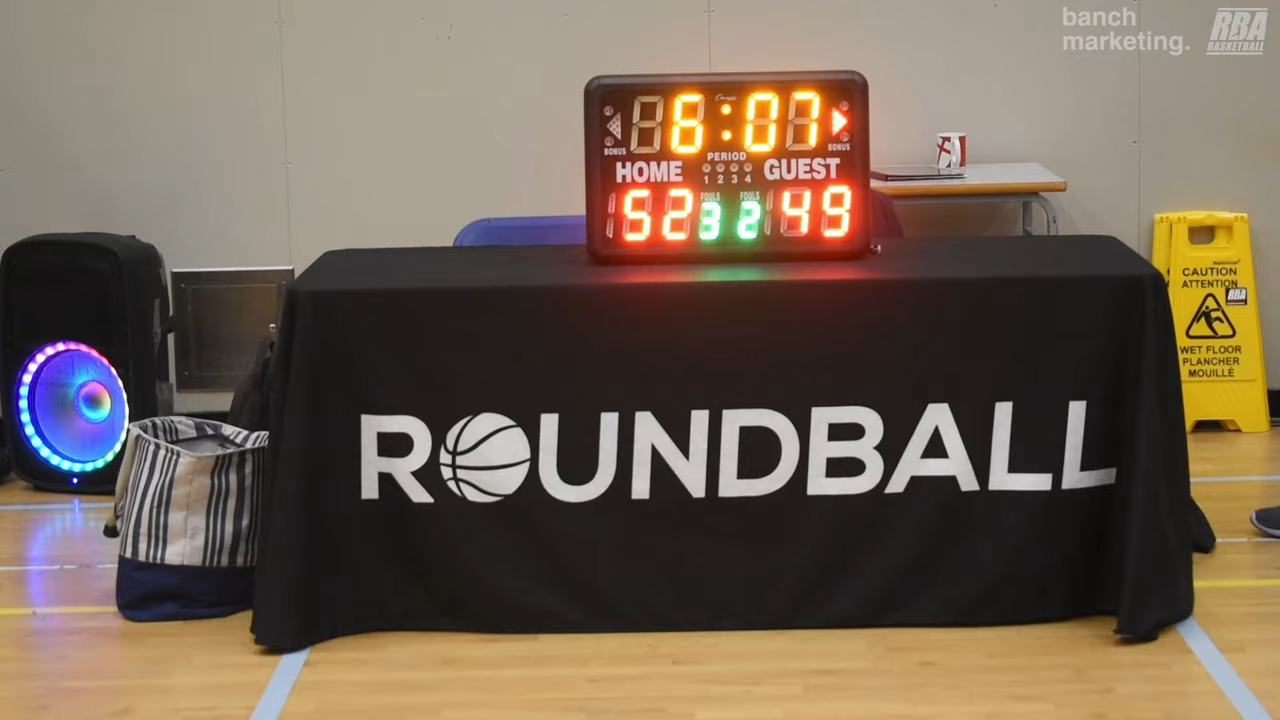 banch
marketing.
RBA
BASKETBALL
6:07
BONUS
BONUS
PERIOD
HOME
GUEST
1 2 3 4
FOULS
FOULS
52
3
2
49
CAUTION
ATTENTION
RBA
WET FLOOR
PLANCHER
MOUILLÉ
ROUNDBALL